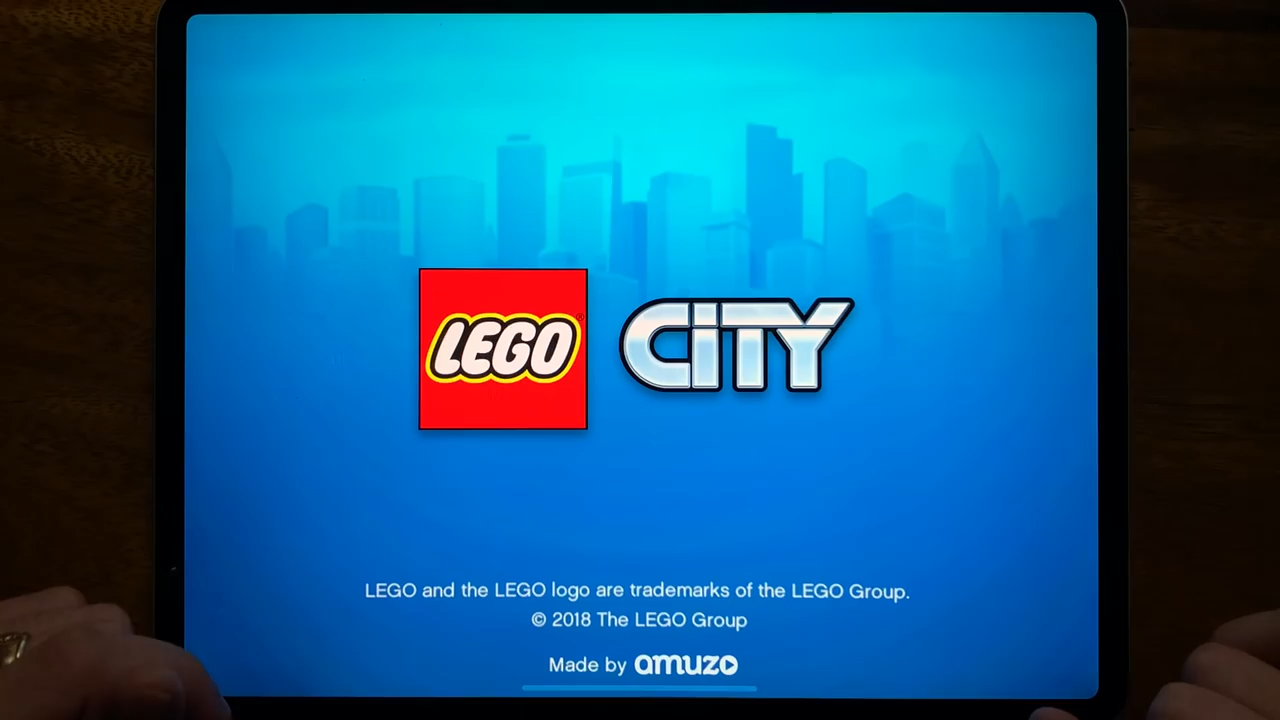 LEGO ®
CITY
LEGO and the LEGO logo are trademarks of the LEGO Group.
© 2018 The LEGO Group
Made by amuzo